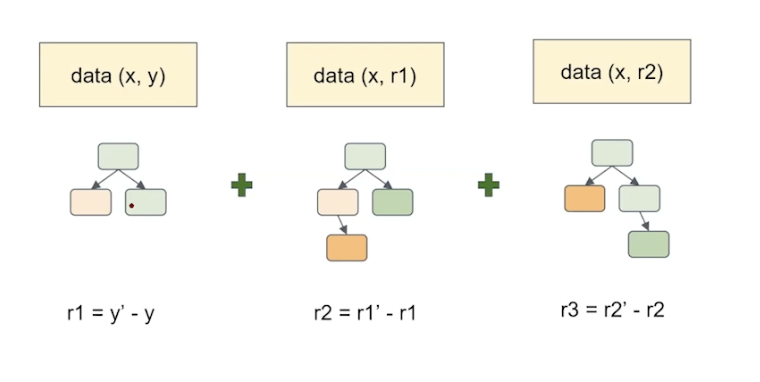 data (x, y)
data (x, r1)
data (x, r2)
r1 = y’ - y
r2 = r1’ - r1
r3 = r2’ - r2